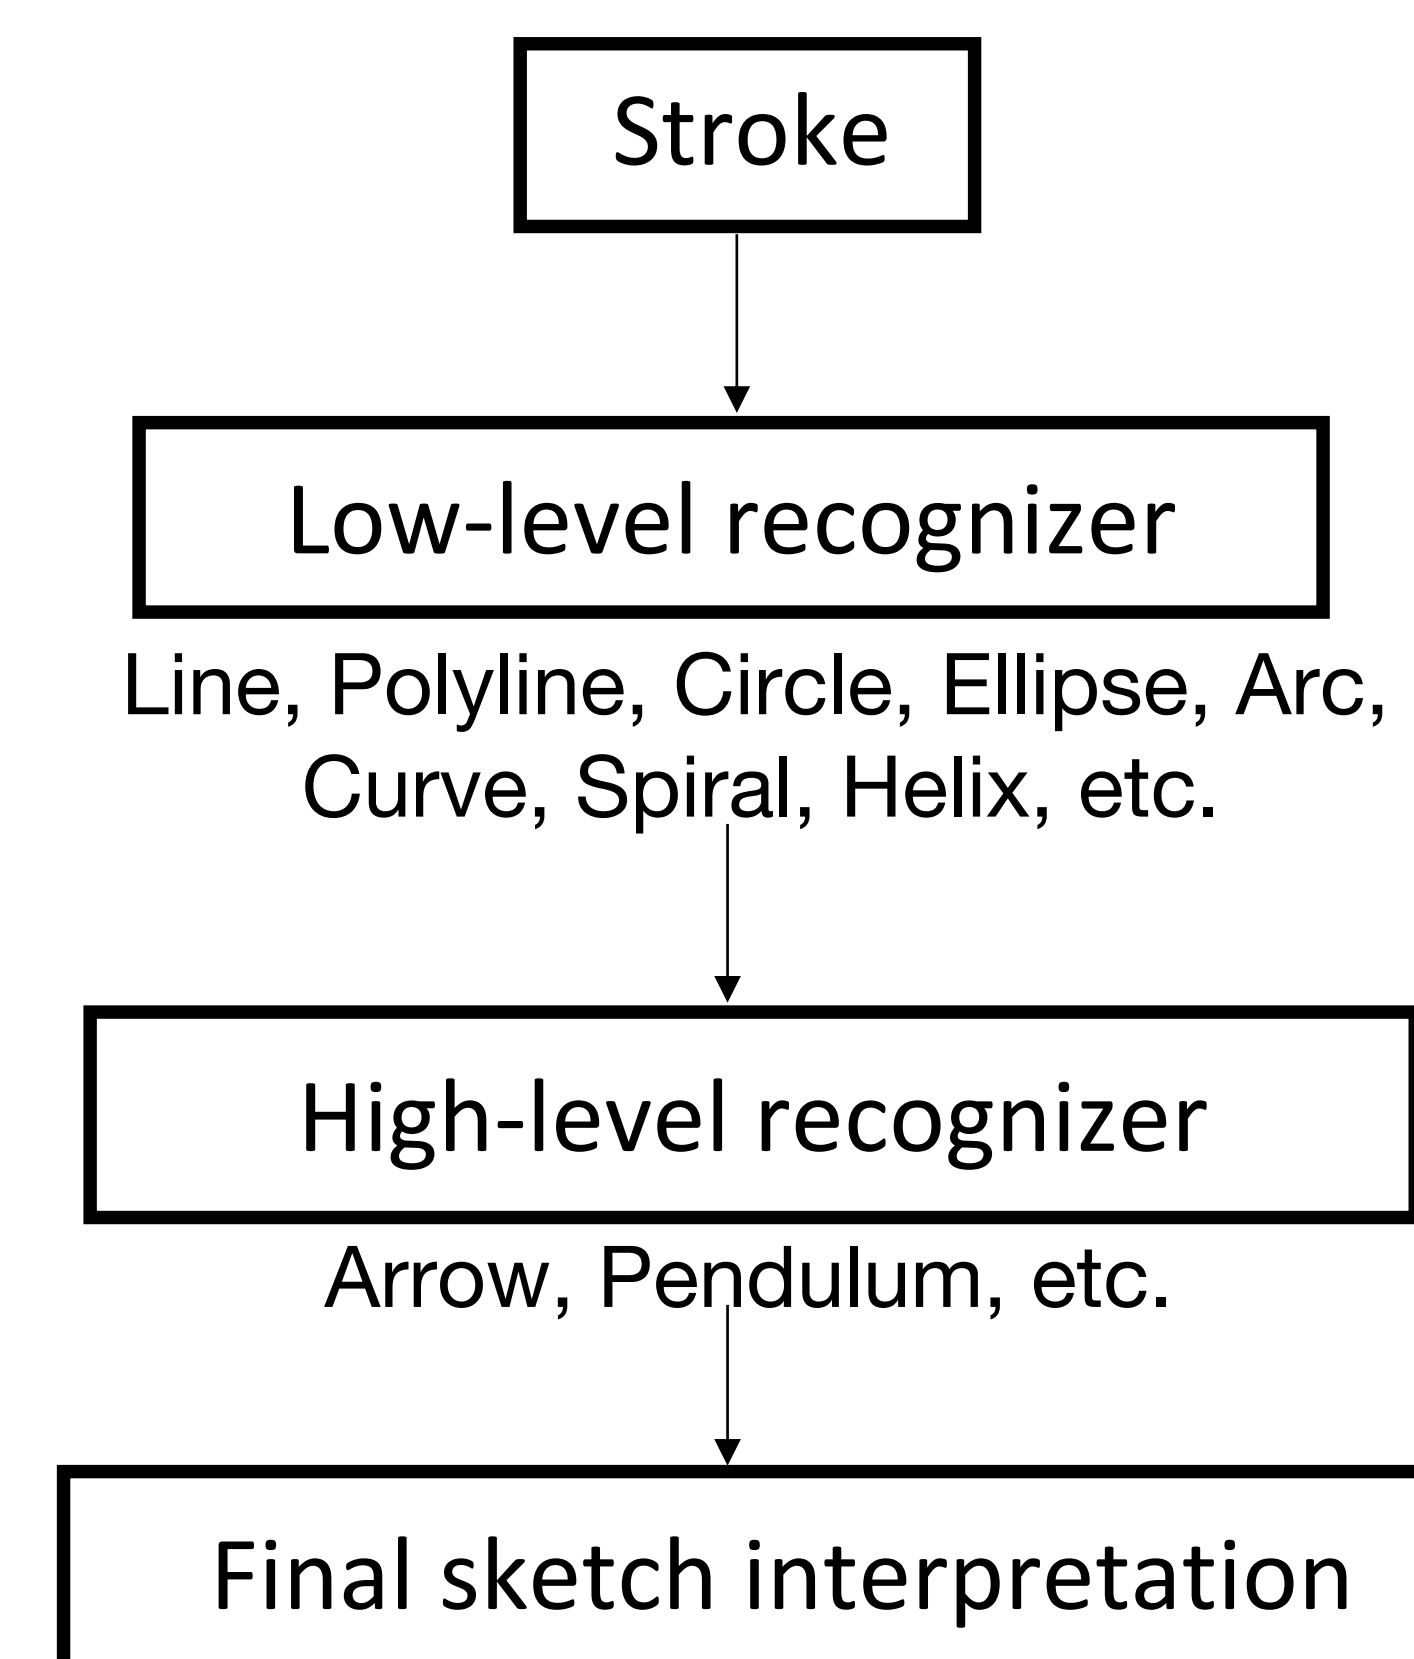 Stroke
Low-level recognizer
Line, Polyline, Circle, Ellipse, Arc,
Curve, Spiral, Helix, etc.
High-level recognizer
Arrow, Pendulum, etc.
Final sketch interpretation